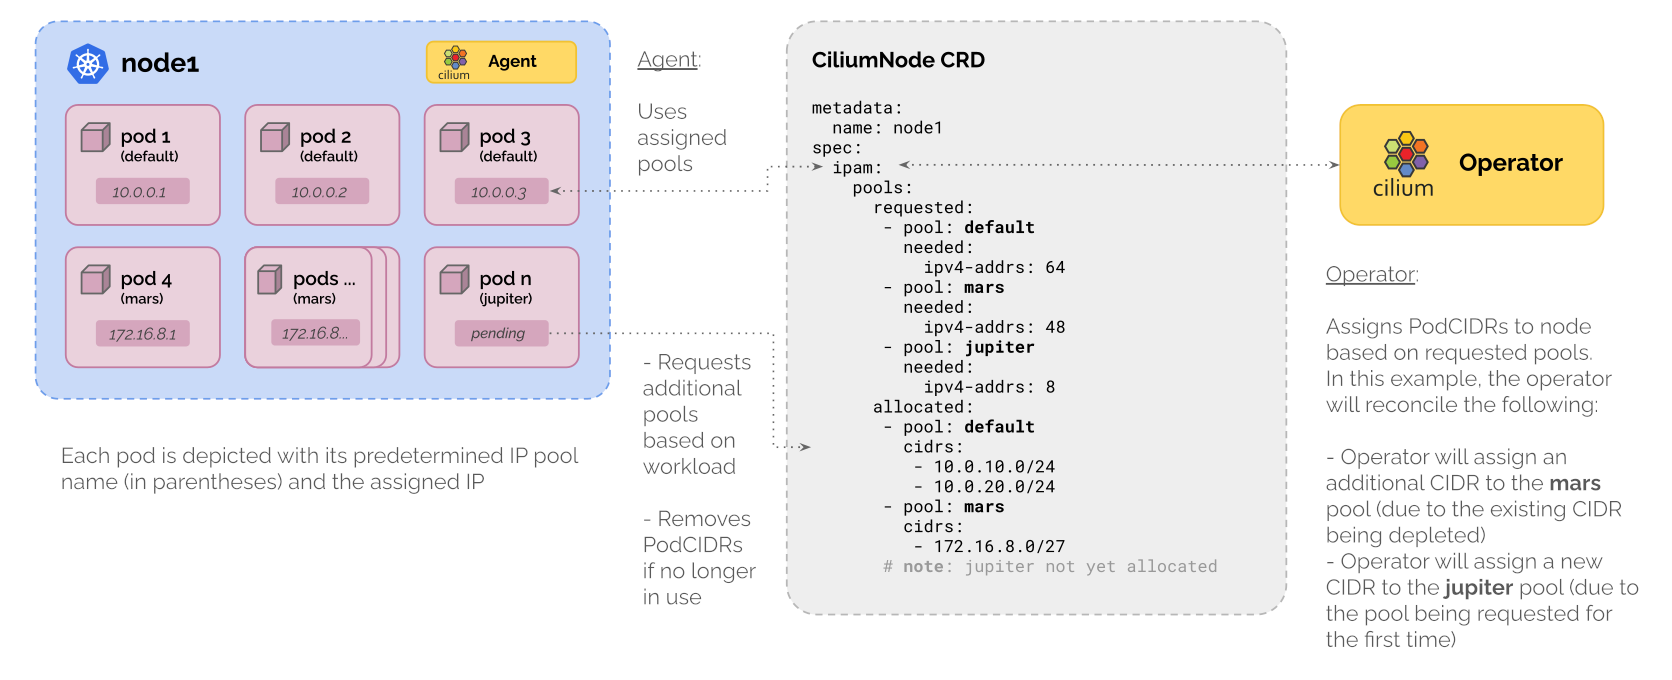 node1
cilium
Agent
pod 1
(default)
10.0.0.1
pod 2
(default)
10.0.0.2
pod 3
(default)
10.0.0.3
pod 4
(mars)
172.16.8.1
pods ...
(mars)
172.16.8...
pod n
(jupiter)
pending
Each pod is depicted with its predetermined IP pool
name (in parentheses) and the assigned IP
Agent:
Uses
assigned
pools
- Requests
additional
pools
based on
workload
- Removes
PodCIDRs
if no longer
in use
CiliumNode CRD
metadata:
  name: node1
spec:
  ipam:
    pools:
      requested:
       - pool: default
         needed:
           ipv4-addrs: 64
       - pool: mars
         needed:
           ipv4-addrs: 48
       - pool: jupiter
         needed:
           ipv4-addrs: 8
      allocated:
       - pool: default
         cidrs:
          - 10.0.10.0/24
          - 10.0.20.0/24
       - pool: mars
         cidrs:
          - 172.16.8.0/27
       # note: jupiter not yet allocated
cilium
Operator
Operator:
Assigns PodCIDRs to node
based on requested pools.
In this example, the operator
will reconcile the following:
- Operator will assign an
additional CIDR to the mars
pool (due to the existing CIDR
being depleted)
- Operator will assign a new
CIDR to the jupiter pool (due to
the pool being requested for
the first time)